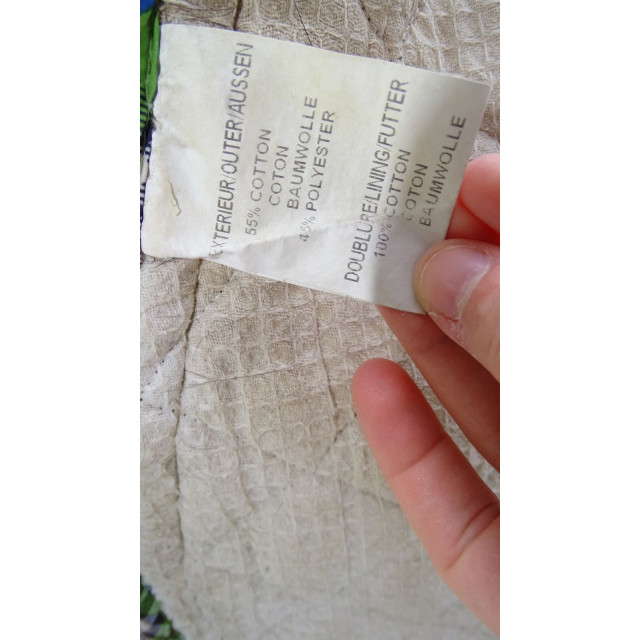 EXTERIEUR/OUTER/AUSSEN
55% COTTON
COTON
BAUMWOLLE
45% POLYESTER
DOUBLURE/LINING/FUTTER
100% COTTON
COTON
BAUMWOLLE